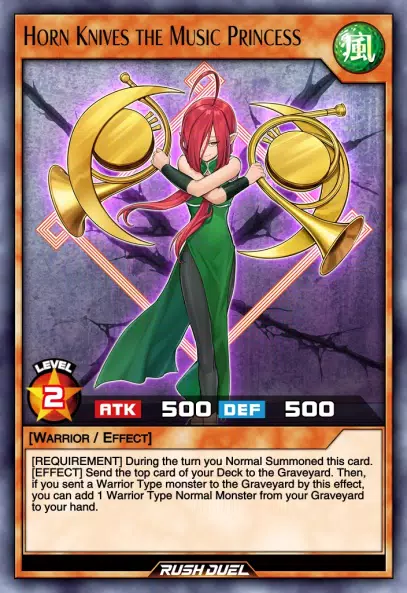 Horn Knives the Music Princess
風
LEVEL
2
ATK 500 DEF 500
[Warrior / Effect]
[REQUIREMENT] During the turn you Normal Summoned this card.
[EFFECT] Send the top card of your Deck to the Graveyard. Then,
if you sent a Warrior Type monster to the Graveyard by this effect,
you can add 1 Warrior Type Normal Monster from your Graveyard
to your hand.
RUSH DUEL